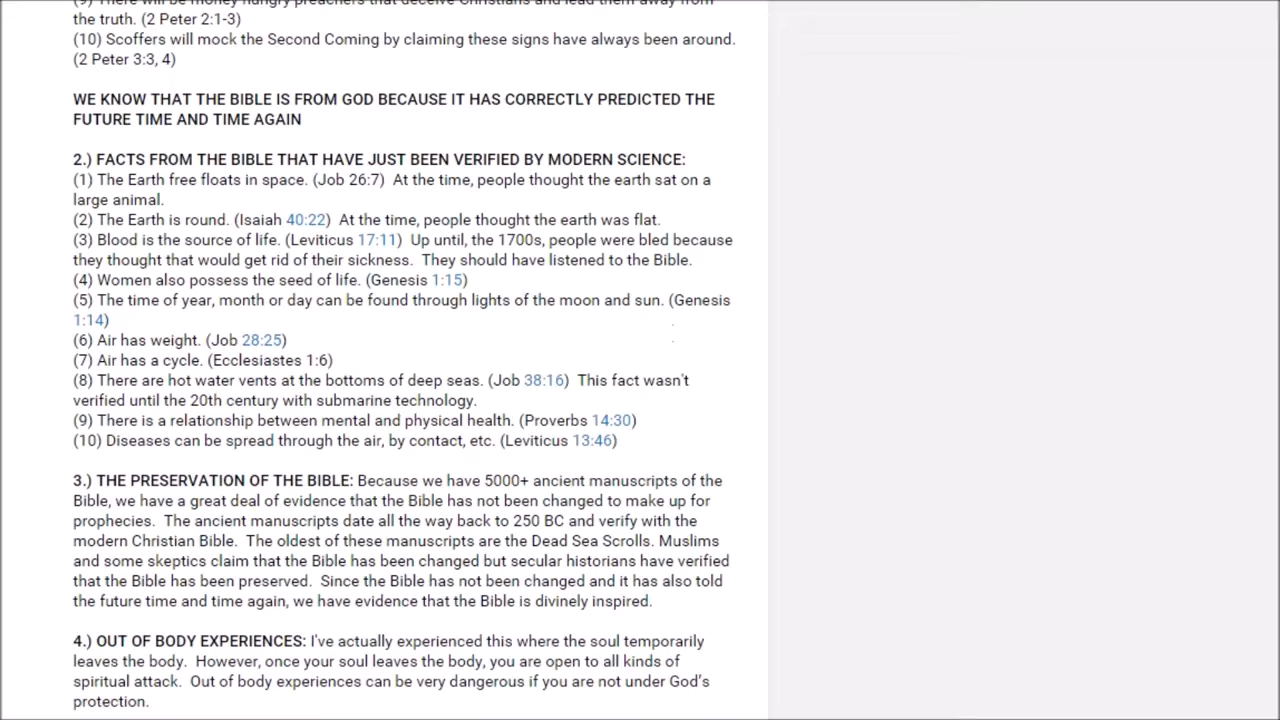 (9) There will be money hungry preachers that deceive Christians and lead them away from
the truth. (2 Peter 2:1-3)
(10) Scoffers will mock the Second Coming by claiming these signs have always been around.
(2 Peter 3:3, 4)
WE KNOW THAT THE BIBLE IS FROM GOD BECAUSE IT HAS CORRECTLY PREDICTED THE
FUTURE TIME AND TIME AGAIN
2.) FACTS FROM THE BIBLE THAT HAVE JUST BEEN VERIFIED BY MODERN SCIENCE:
(1) The Earth free floats in space. (Job 26:7)  At the time, people thought the earth sat on a
large animal.
(2) The Earth is round. (Isaiah 40:22)  At the time, people thought the earth was flat.
(3) Blood is the source of life. (Leviticus 17:11)  Up until, the 1700s, people were bled because
they thought that would get rid of their sickness.  They should have listened to the Bible.
(4) Women also possess the seed of life. (Genesis 1:15)
(5) The time of year, month or day can be found through lights of the moon and sun. (Genesis
1:14)
(6) Air has weight. (Job 28:25)
(7) Air has a cycle. (Ecclesiastes 1:6)
(8) There are hot water vents at the bottoms of deep seas. (Job 38:16)  This fact wasn't
verified until the 20th century with submarine technology.
(9) There is a relationship between mental and physical health. (Proverbs 14:30)
(10) Diseases can be spread through the air, by contact, etc. (Leviticus 13:46)
3.) THE PRESERVATION OF THE BIBLE: Because we have 5000+ ancient manuscripts of the
Bible, we have a great deal of evidence that the Bible has not been changed to make up for
prophecies.  The ancient manuscripts date all the way back to 250 BC and verify with the
modern Christian Bible.  The oldest of these manuscripts are the Dead Sea Scrolls. Muslims
and some skeptics claim that the Bible has been changed but secular historians have verified
that the Bible has been preserved.  Since the Bible has not been changed and it has also told
the future time and time again, we have evidence that the Bible is divinely inspired.
4.) OUT OF BODY EXPERIENCES: I've actually experienced this where the soul temporarily
leaves the body.  However, once your soul leaves the body, you are open to all kinds of
spiritual attack.  Out of body experiences can be very dangerous if you are not under God's
protection.